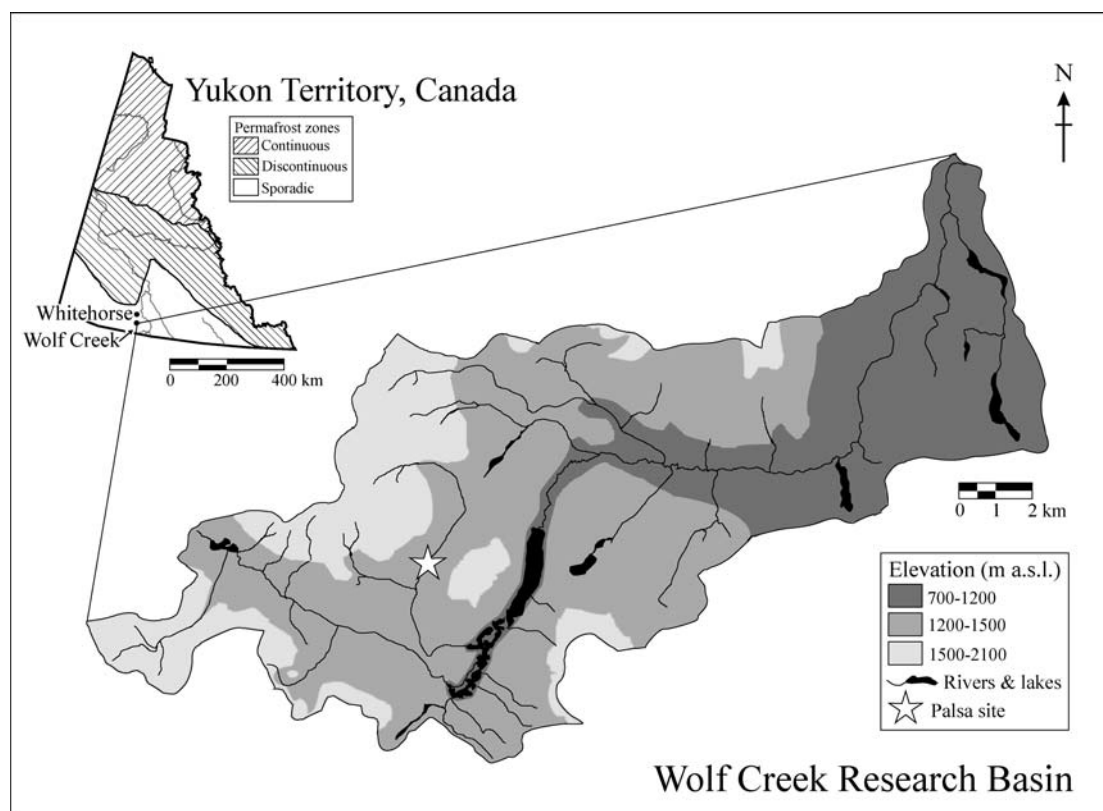 Yukon Territory, Canada
Permafrost zones
Continuous
Discontinuous
Sporadic
N
Whitehorse
Wolf Creek
0 200 400 km
0 1 2 km
Elevation (m a.s.l.)
700-1200
1200-1500
1500-2100
Rivers & lakes
Palsa site
Wolf Creek Research Basin